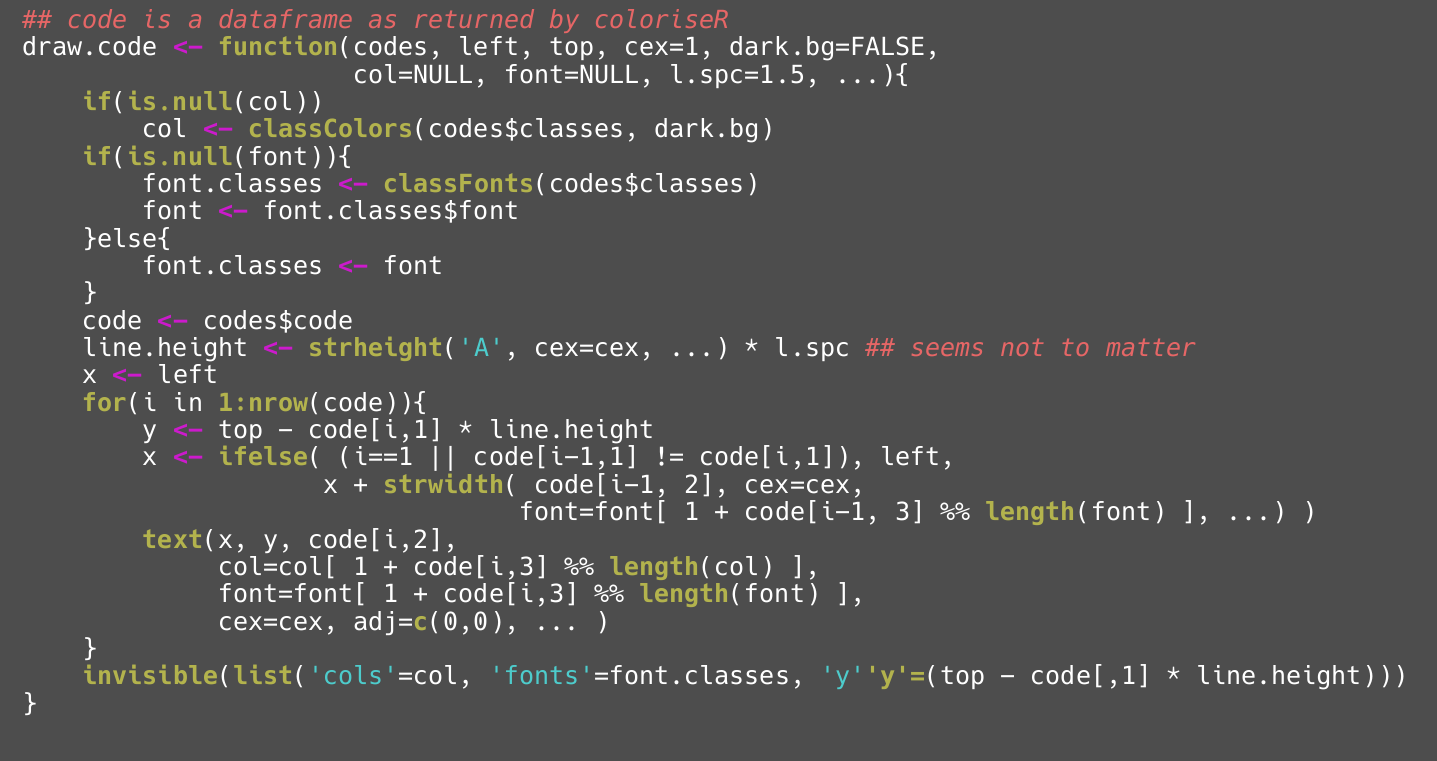 ## code is a dataframe as returned by coloriseR
draw.code <- function(codes, left, top, cex=1, dark.bg=FALSE,
                      col=NULL, font=NULL, l.spc=1.5, ...){
    if(is.null(col))
        col <- classColors(codes$classes, dark.bg)
    if(is.null(font)){
        font.classes <- classFonts(codes$classes)
        font <- font.classes$font
    }else{
        font.classes <- font
    }
    code <- codes$code
    line.height <- strheight('A', cex=cex, ...) * l.spc ## seems not to matter
    x <- left
    for(i in 1:nrow(code)){
        y <- top - code[i,1] * line.height
        x <- ifelse( (i==1 || code[i-1,1] != code[i,1]), left,
                    x + strwidth( code[i-1, 2], cex=cex,
                                 font=font[ 1 + code[i-1, 3] %% length(font) ], ...) )
        text(x, y, code[i,2],
             col=col[ 1 + code[i,3] %% length(col) ],
             font=font[ 1 + code[i,3] %% length(font) ],
             cex=cex, adj=c(0,0), ... )
    }
    invisible(list('cols'=col, 'fonts'=font.classes, 'y''y'=(top - code[,1] * line.height)))
}